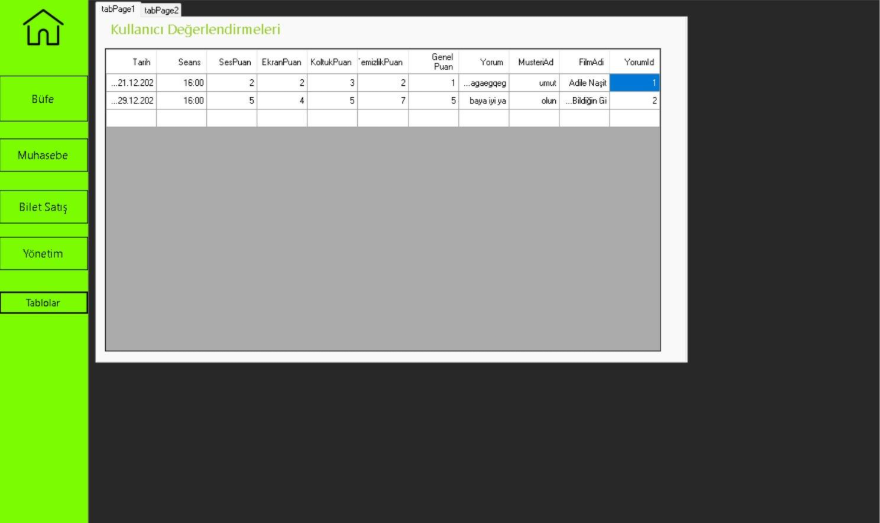 tabPage1 tabPage2
Kullanıcı Değerlendirmeleri
Tarih Seans SesPuan EkranPuan KoltukPuan TemizlikPuan Genel Puan Yorum MusteriAd FilmAdi YorumId
...21.12.202 16:00 2 2 3 2 1 ...agaegqeg umut Adile Naşit 1
...29.12.202 16:00 5 4 5 7 5 baya iyi ya olun ...Bildiğin Gi 2
Büfe
Muhasebe
Bilet Satış
Yönetim
Tablolar